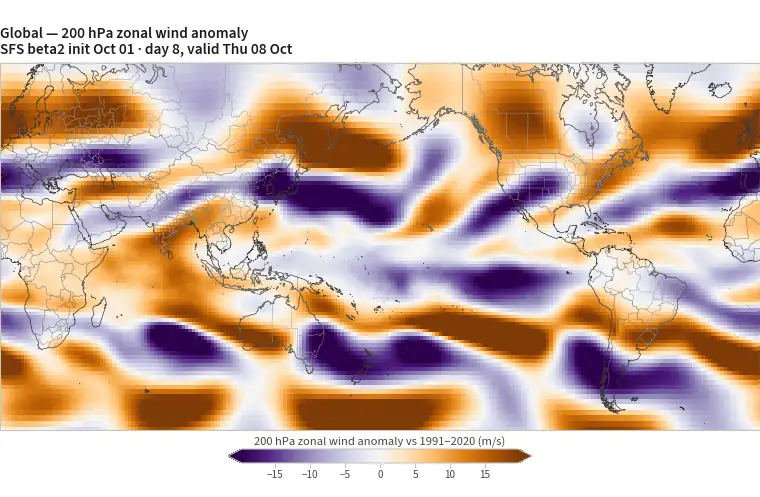 Global — 200 hPa zonal wind anomaly
SFS beta2 init Oct 01 · day 8, valid Thu 08 Oct
200 hPa zonal wind anomaly vs 1991–2020 (m/s)
−15 −10 −5 0 5 10 15